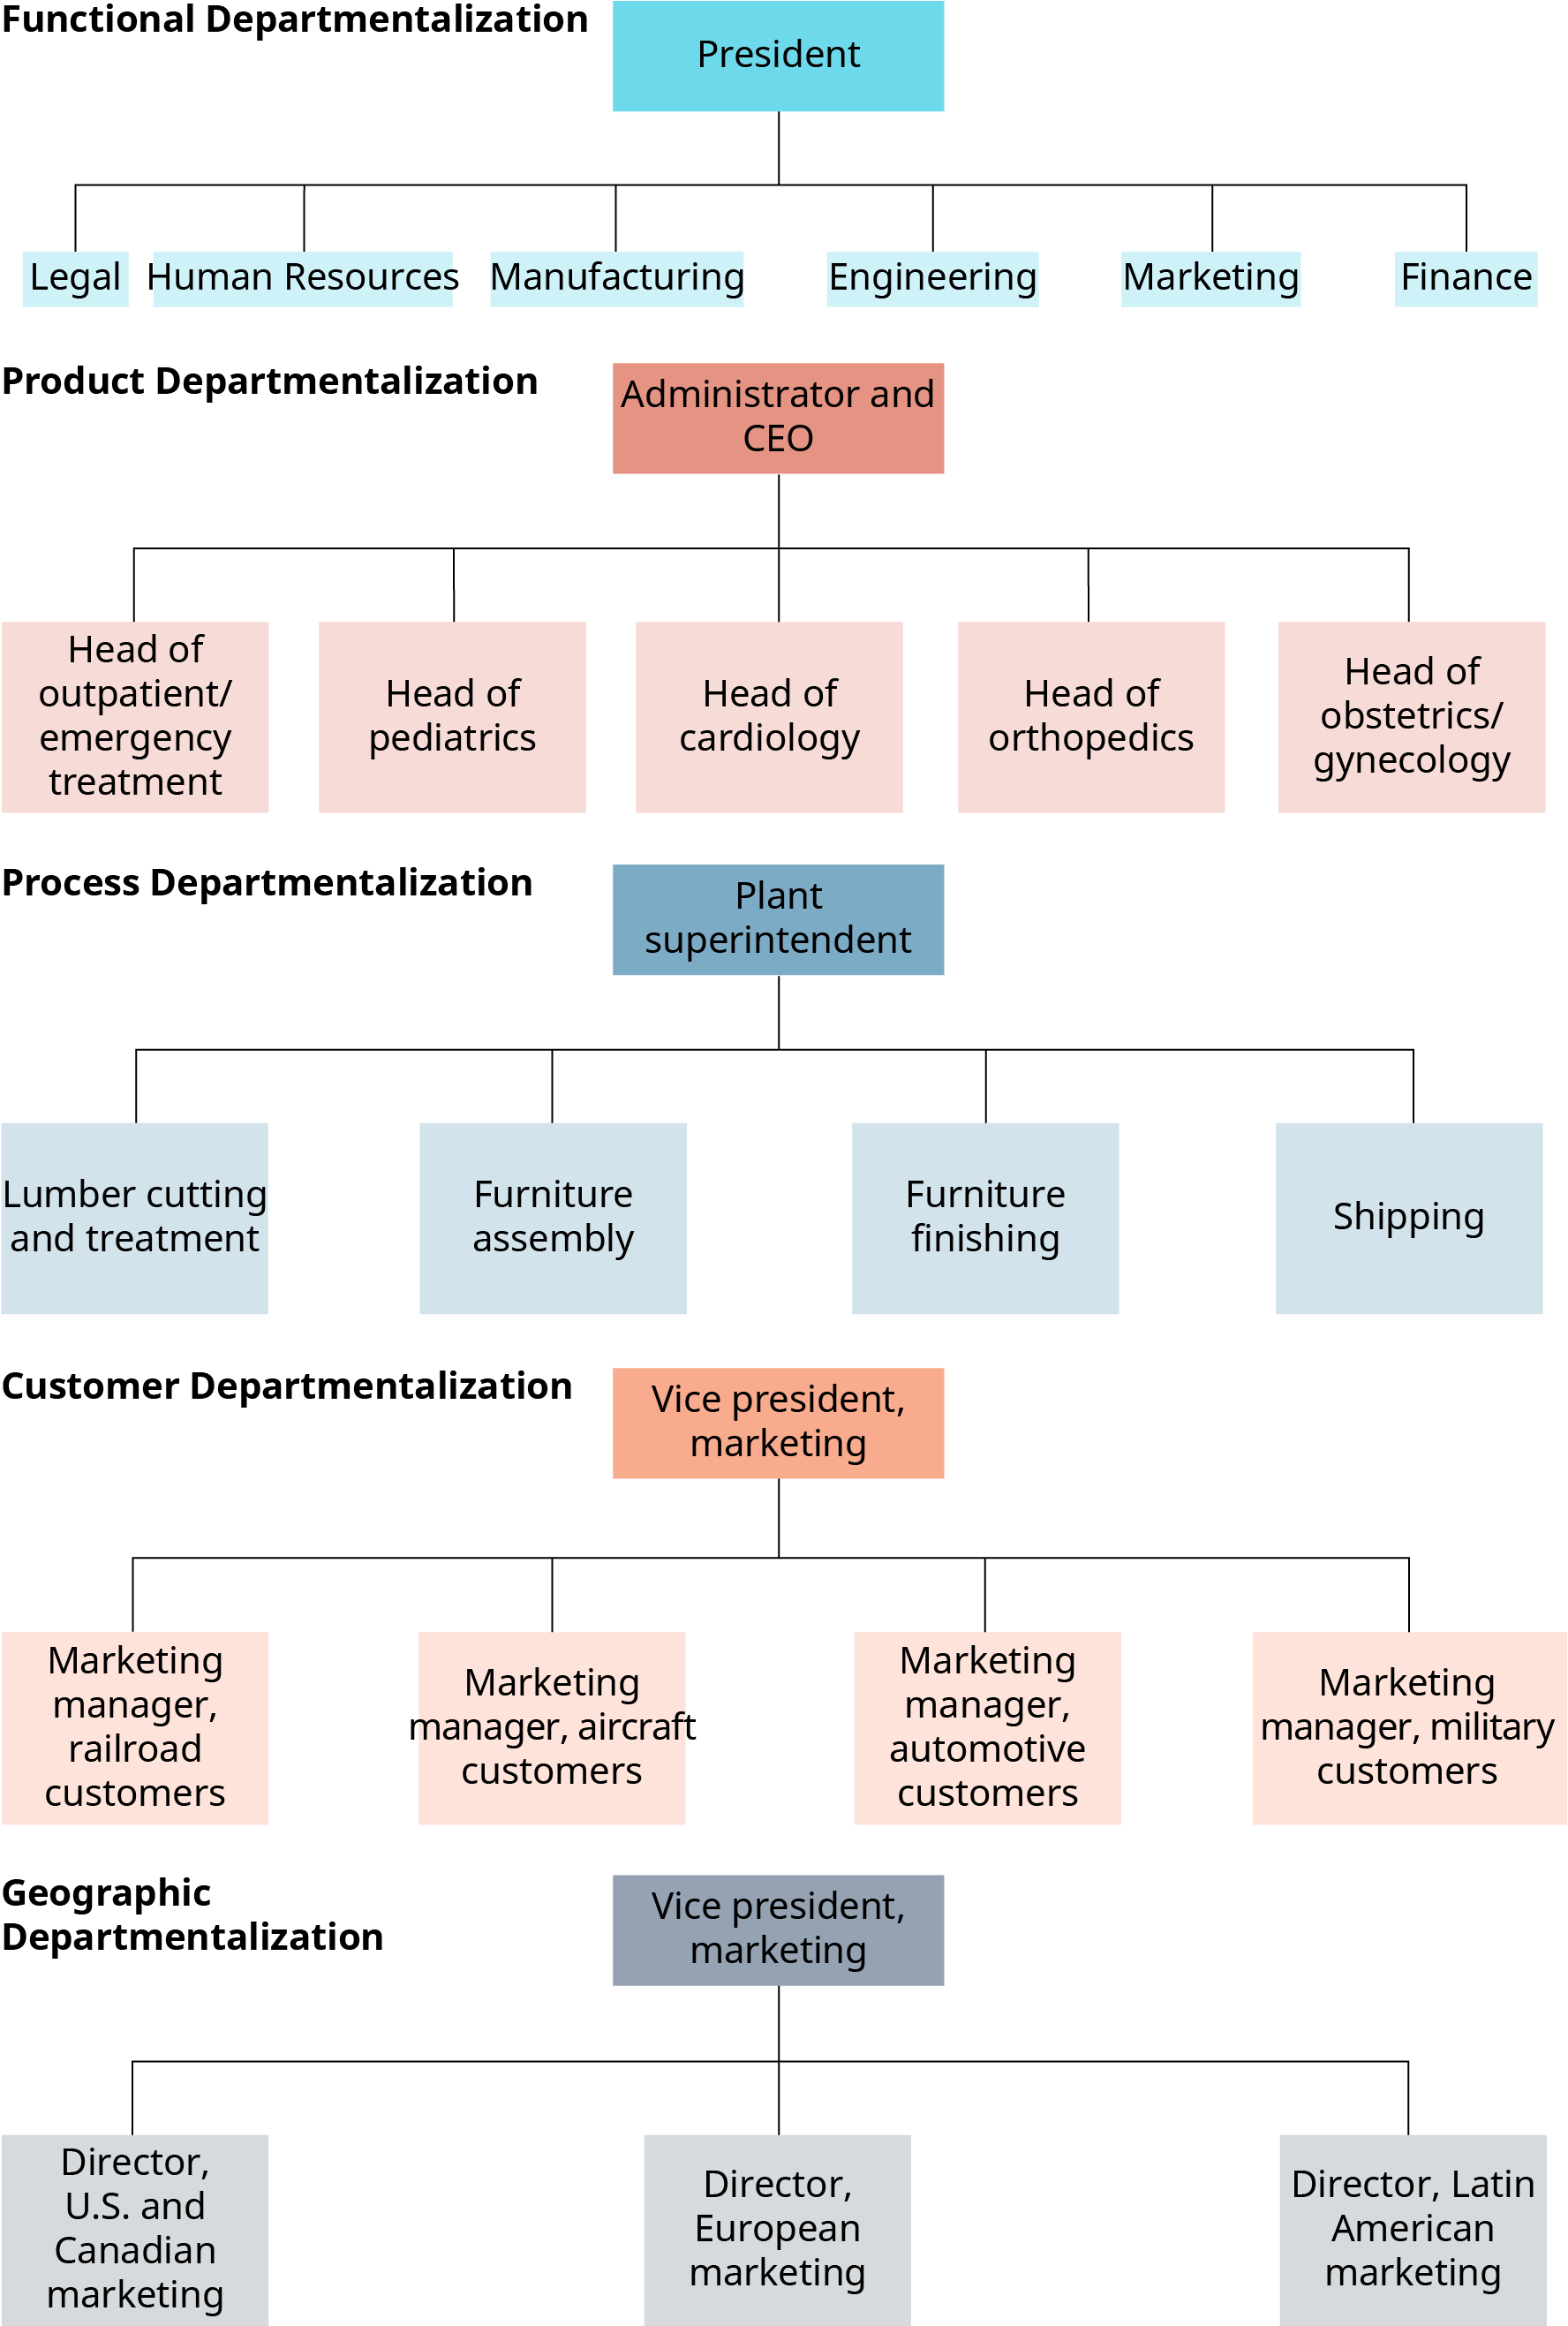 Functional Departmentalization
President
Legal
Human Resources
Manufacturing
Engineering
Marketing
Finance
Product Departmentalization
Administrator and
CEO
Head of
outpatient/
emergency
treatment
Head of
pediatrics
Head of
cardiology
Head of
orthopedics
Head of
obstetrics/
gynecology
Process Departmentalization
Plant
superintendent
Lumber cutting
and treatment
Furniture
assembly
Furniture
finishing
Shipping
Customer Departmentalization
Vice president,
marketing
Marketing
manager,
railroad
customers
Marketing
manager, aircraft
customers
Marketing
manager,
automotive
customers
Marketing
manager, military
customers
Geographic
Departmentalization
Vice president,
marketing
Director,
U.S. and
Canadian
marketing
Director,
European
marketing
Director, Latin
American
marketing